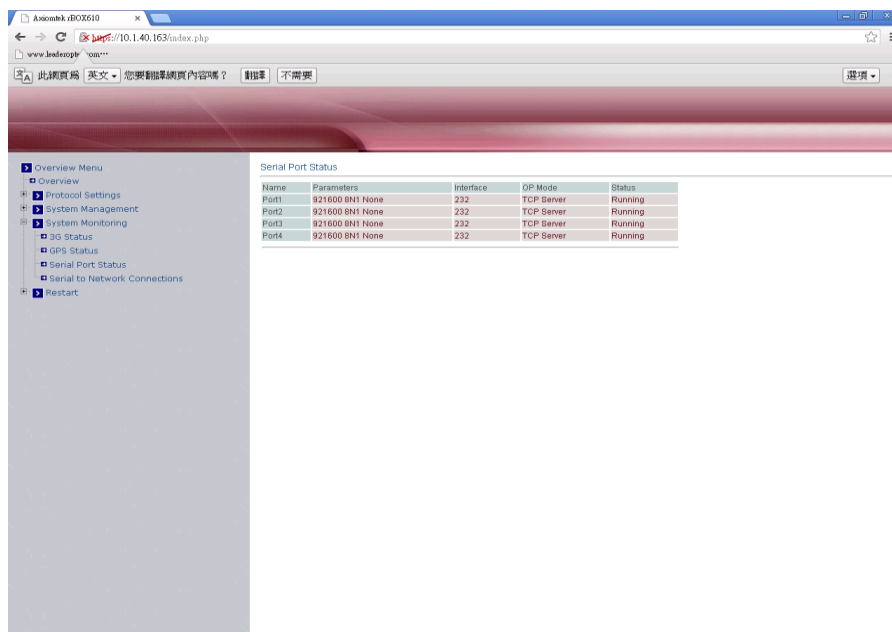 Axiomtek rBOX610
https://10.1.40.163/index.php
www.leaderopt
om…
此網頁為 英文 您要翻譯網頁內容嗎？ 翻譯 不需要 選項
Overview Menu
Overview
Protocol Settings
System Management
System Monitoring
3G Status
GPS Status
Serial Port Status
Serial to Network Connections
Restart
Serial Port Status
Name Parameters Interface OP Mode Status
Port1 921600 8N1 None 232 TCP Server Running
Port2 921600 8N1 None 232 TCP Server Running
Port3 921600 8N1 None 232 TCP Server Running
Port4 921600 8N1 None 232 TCP Server Running